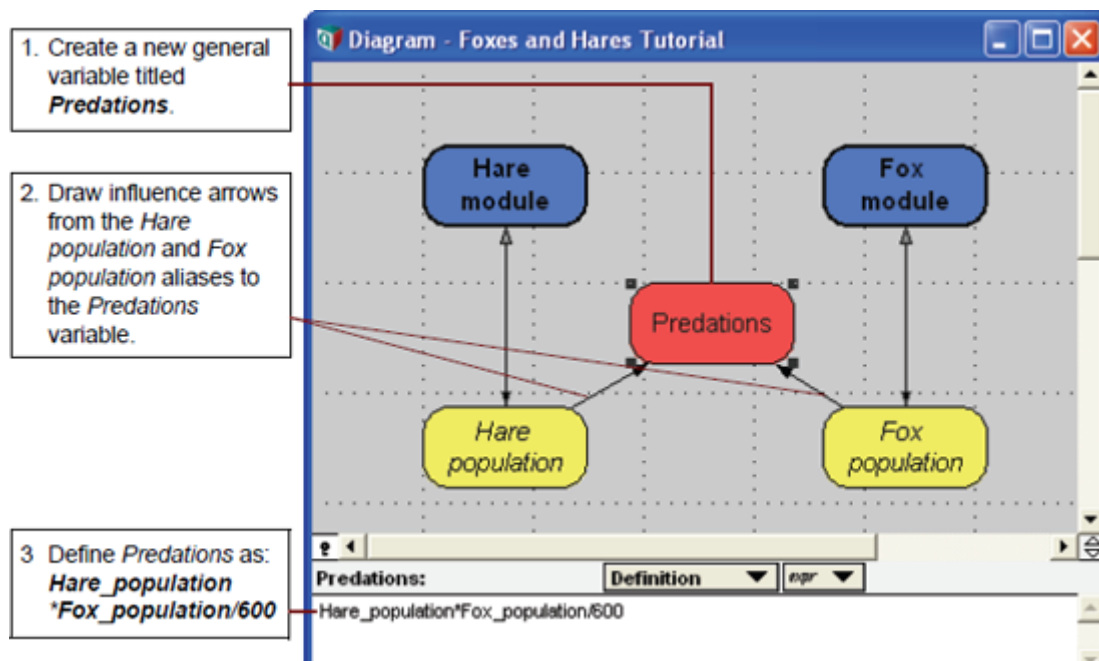 1. Create a new general
variable titled
Predations.
2. Draw influence arrows
from the Hare
population and Fox
population aliases to
the Predations
variable.
3 Define Predations as:
Hare_population
*Fox_population/600
Diagram - Foxes and Hares Tutorial
Hare
module
Fox
module
Predations
Hare
population
Fox
population
Predations:
Definition
expr
Hare_population*Fox_population/600